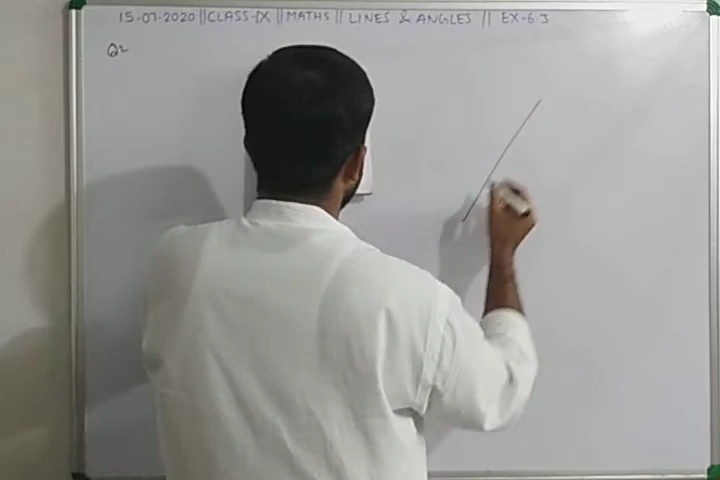 15-07-2020 || CLASS-IX || MATHS || LINES & ANGLES || EX-6.3
Q2